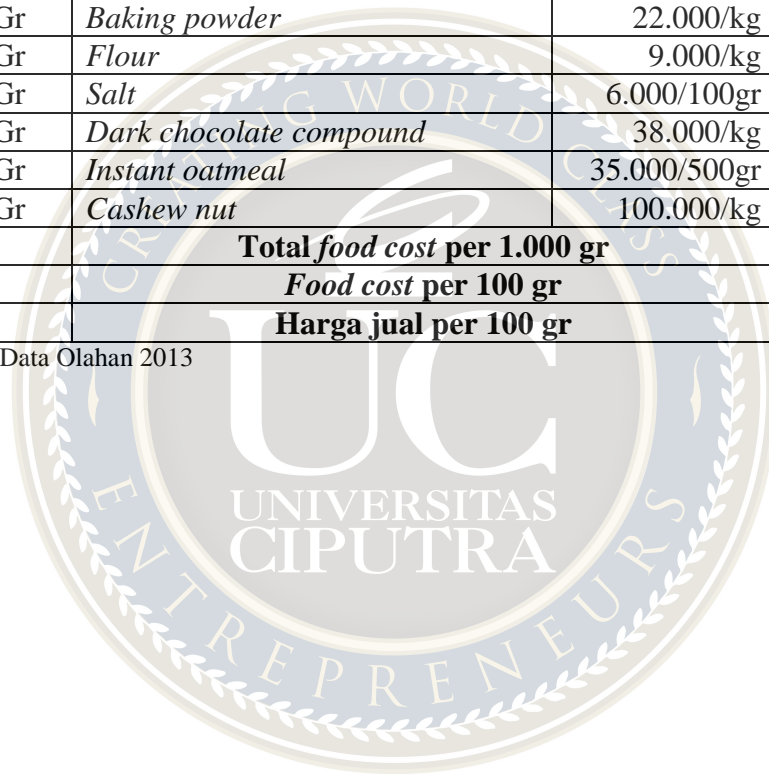 Gr Baking powder 22.000/kg
Gr Flour 9.000/kg
Gr Salt 6.000/100gr
Gr Dark chocolate compound 38.000/kg
Gr Instant oatmeal 35.000/500gr
Gr Cashew nut 100.000/kg
Total food cost per 1.000 gr
Food cost per 100 gr
Harga jual per 100 gr
Data Olahan 2013
CREATING WORLD CLASS
UC
UNIVERSITAS
CIPUTRA
ENTREPRENEURS